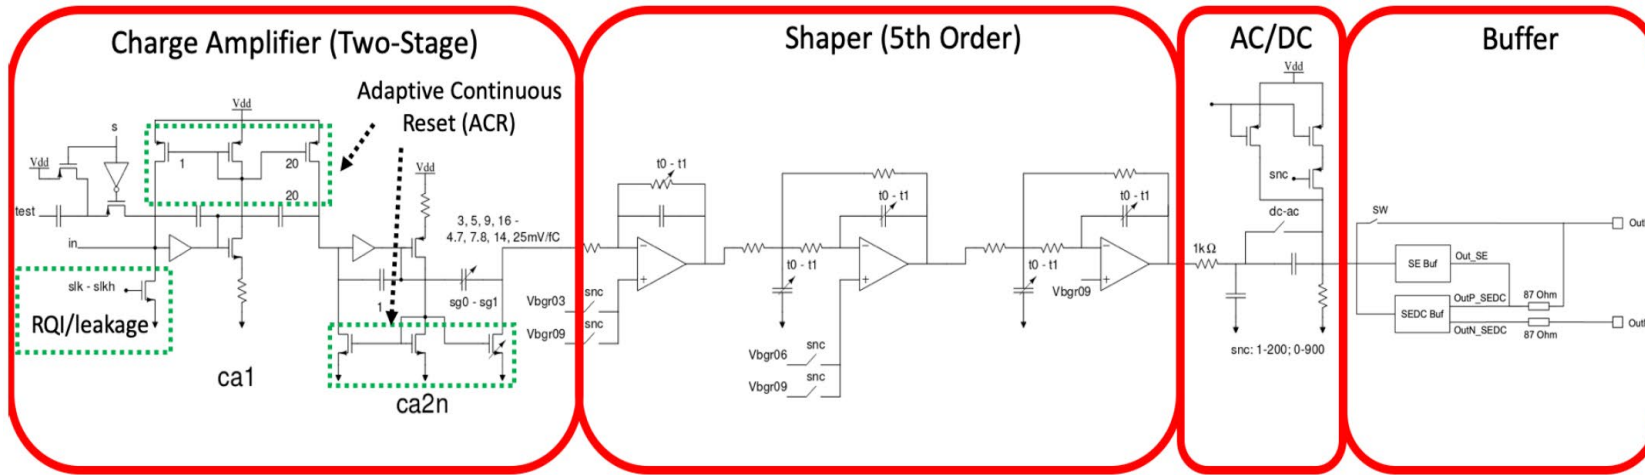 Charge Amplifier (Two-Stage)
Shaper (5th Order)
AC/DC
Buffer
Adaptive Continuous
Reset (ACR)
Vdd
s
Vdd
1
20
20
test
in
slk - slkh
RQI/leakage
ca1
Vdd
3, 5, 9, 16 -
4.7, 7.8, 14, 25mV/fC
1
sg0 - sg1
ca2n
t0 - t1
Vbgr03
snc
Vbgr09
snc
t0 - t1
t0 - t1
Vbgr06
snc
Vbgr09
snc
t0 - t1
t0 - t1
Vbgr09
Vdd
snc
dc-ac
1kΩ
snc: 1-200; 0-900
SW
SE Buf
Out_SE
SEDC Buf
OutP_SEDC
OutN_SEDC
87 Ohm
87 Ohm